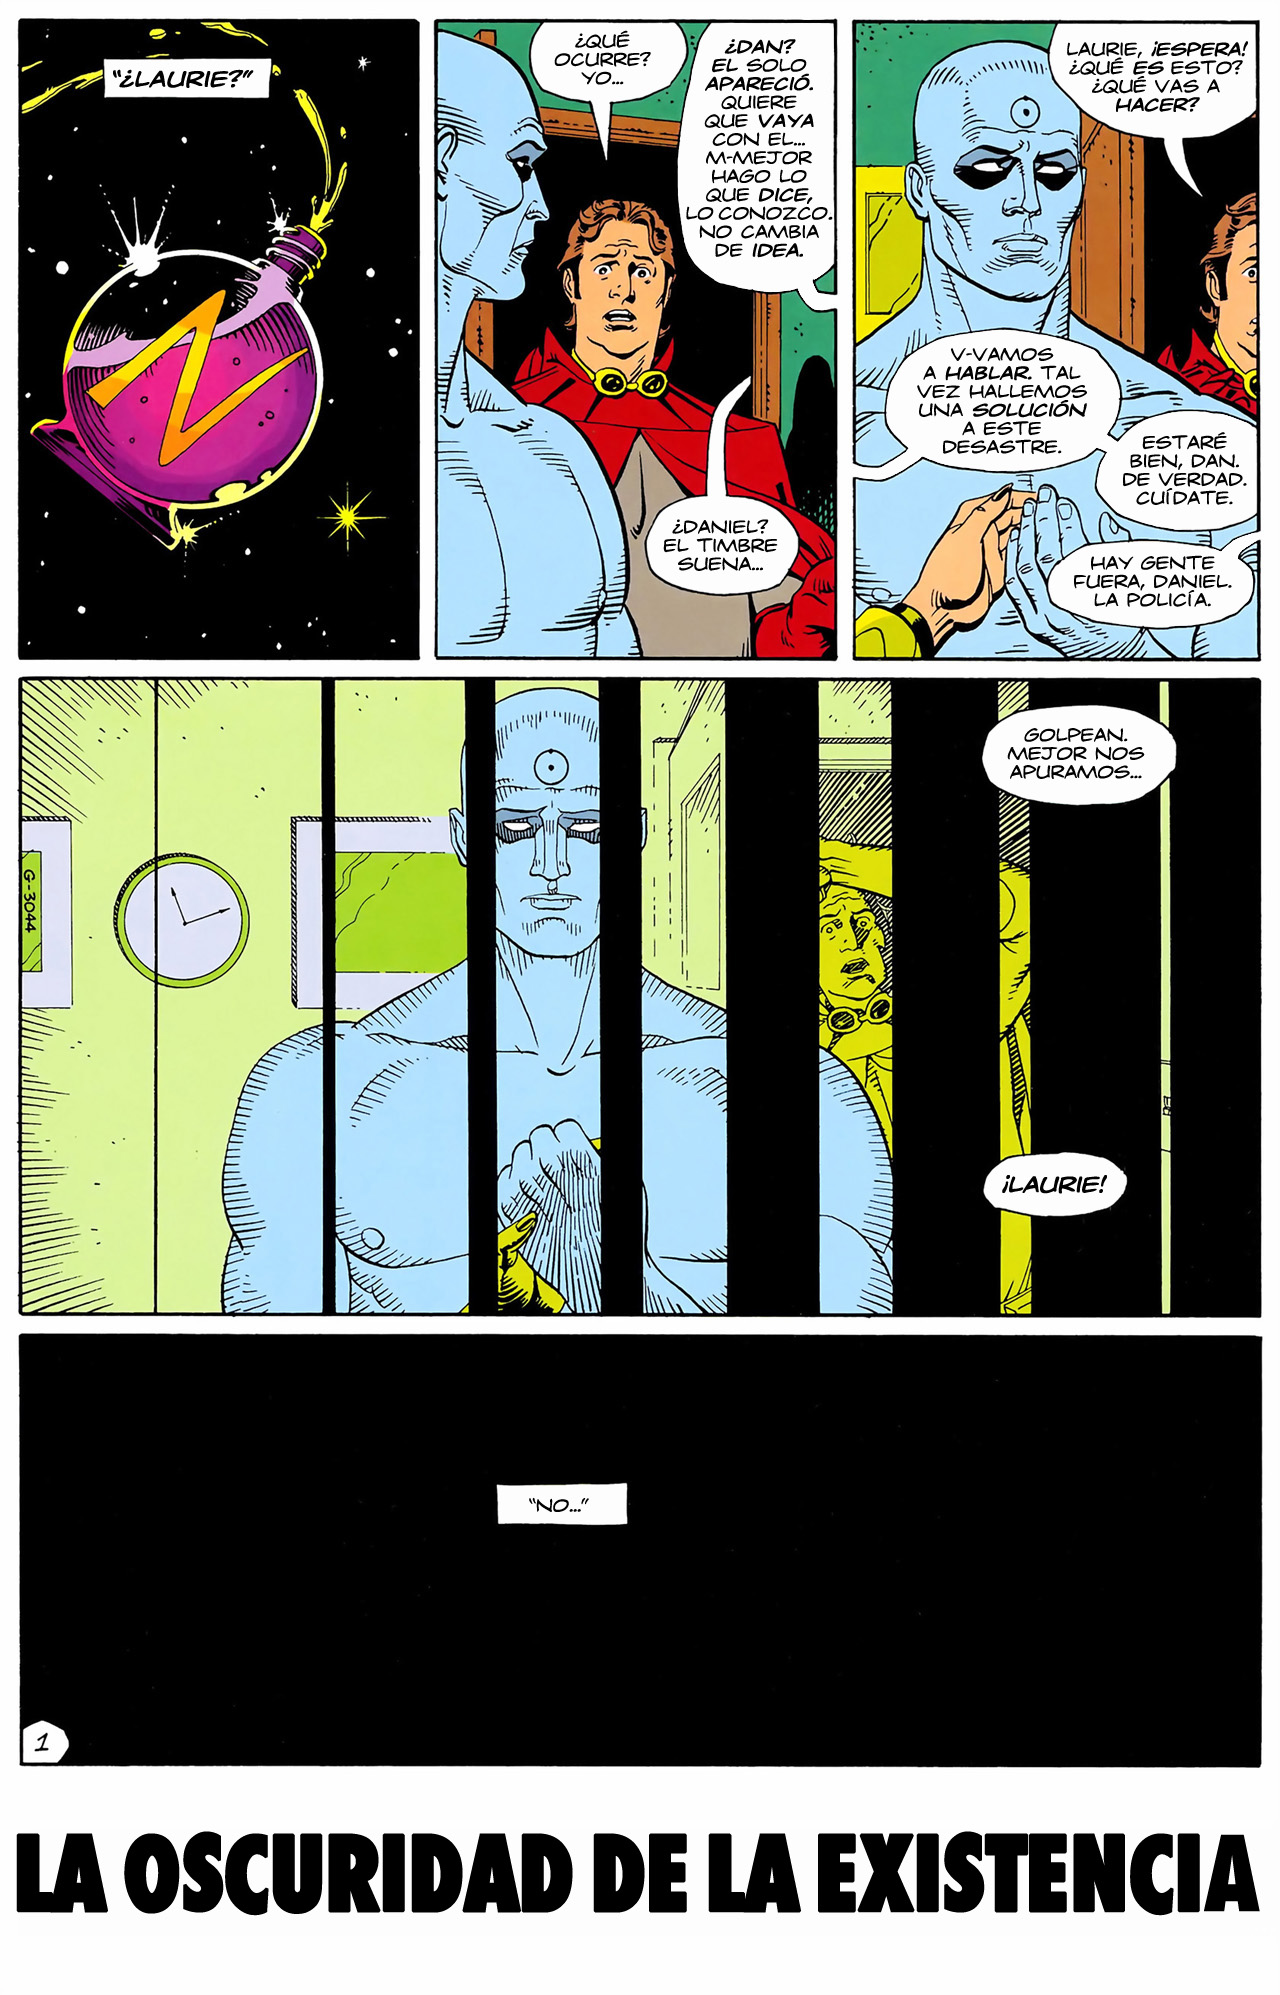 "¿LAURIE?"
N
¿QUÉ
OCURRE?
YO...
¿DAN?
EL SOLO
APARECIÓ.
QUIERE
QUE VAYA
CON EL...
M-MEJOR
HAGO LO
QUE DICE,
LO CONOZCO.
NO CAMBIA
DE IDEA.
¿DANIEL?
EL TIMBRE
SUENA...
LAURIE, ¡ESPERA!
¿QUÉ ES ESTO?
¿QUÉ VAS A
HACER?
V-VAMOS
A HABLAR. TAL
VEZ HALLEMOS
UNA SOLUCIÓN
A ESTE
DESASTRE.
ESTARÉ
BIEN, DAN.
DE VERDAD.
CUÍDATE.
HAY GENTE
FUERA, DANIEL.
LA POLICÍA.
G-3044
GOLPEAN.
MEJOR NOS
APURAMOS...
¡LAURIE!
"NO..."
1
LA OSCURIDAD DE LA EXISTENCIA